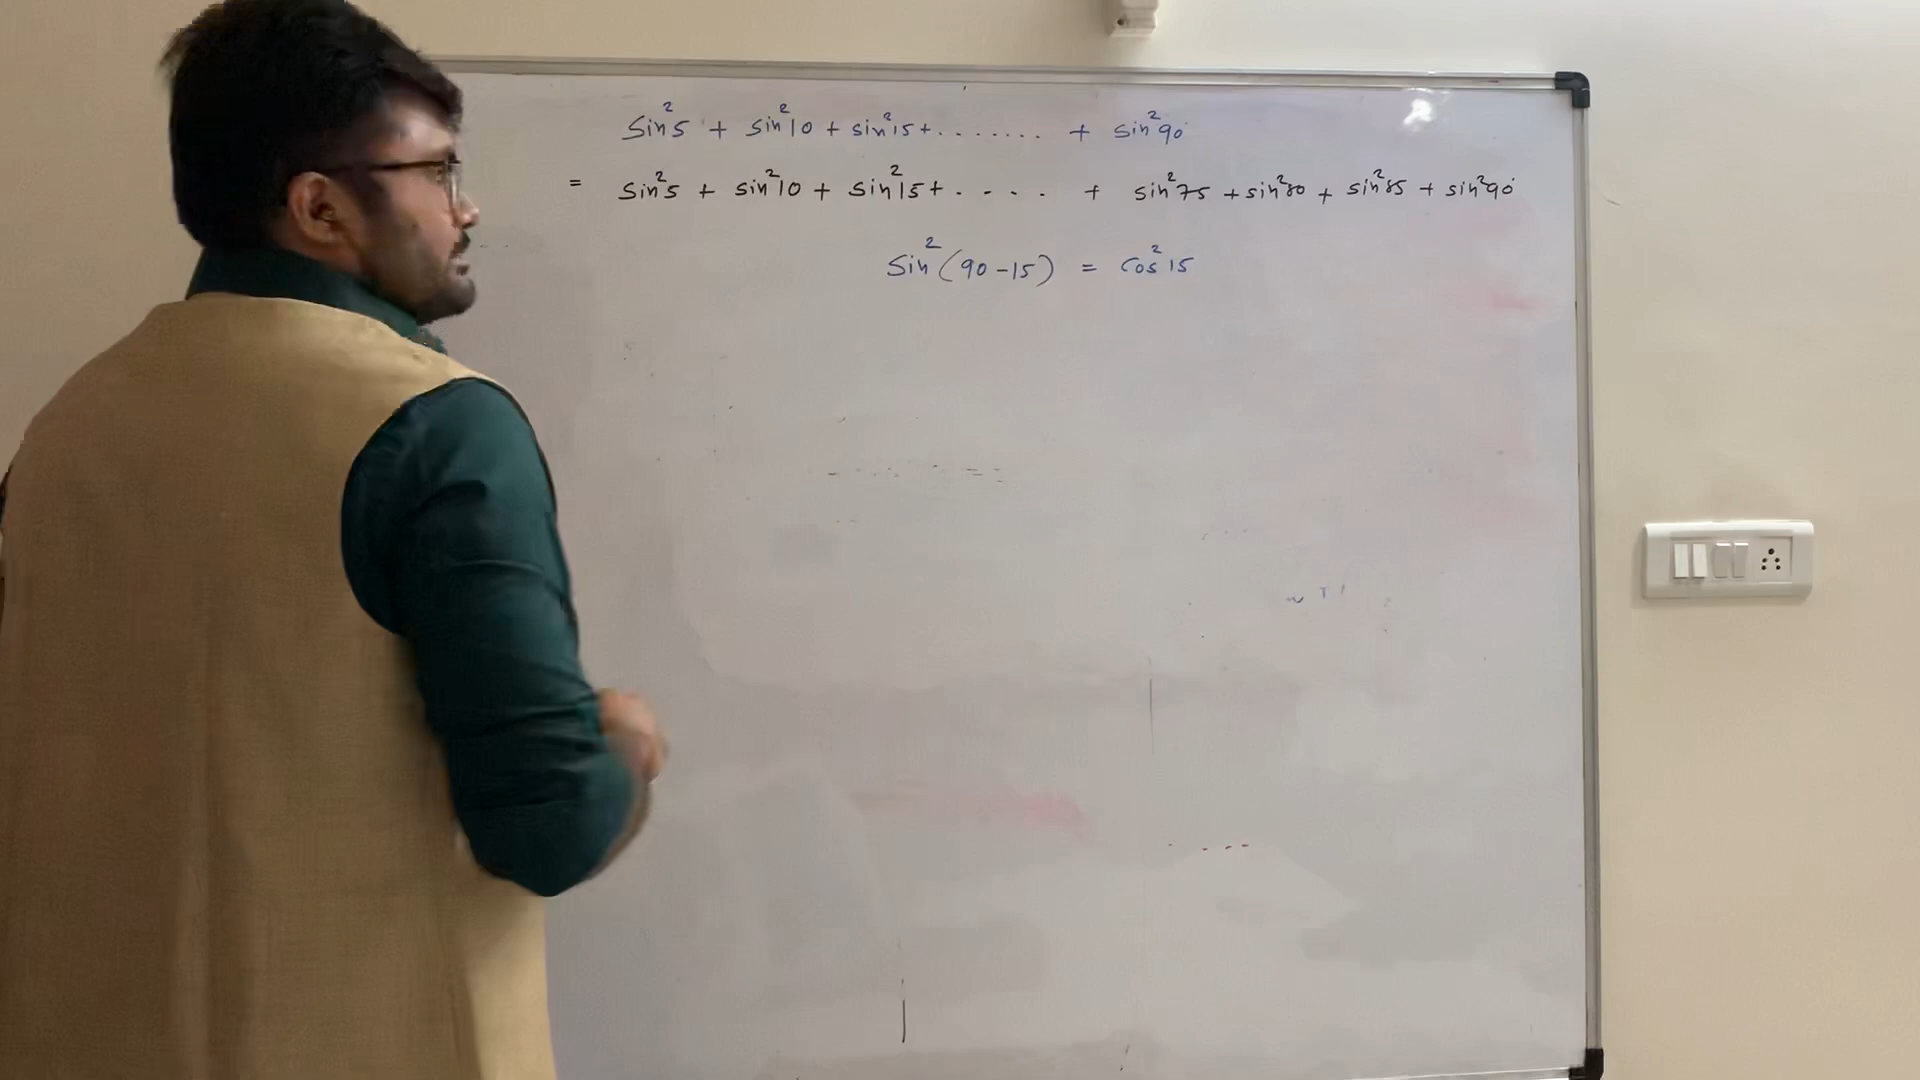 Sin²5 + sin²10 + sin²15 + ....... + sin²90°
= Sin²5 + sin²10 + sin²15 + .... + sin²75 + sin²80 + sin²85 + sin²90°
Sin²(90-15) = Cos²15